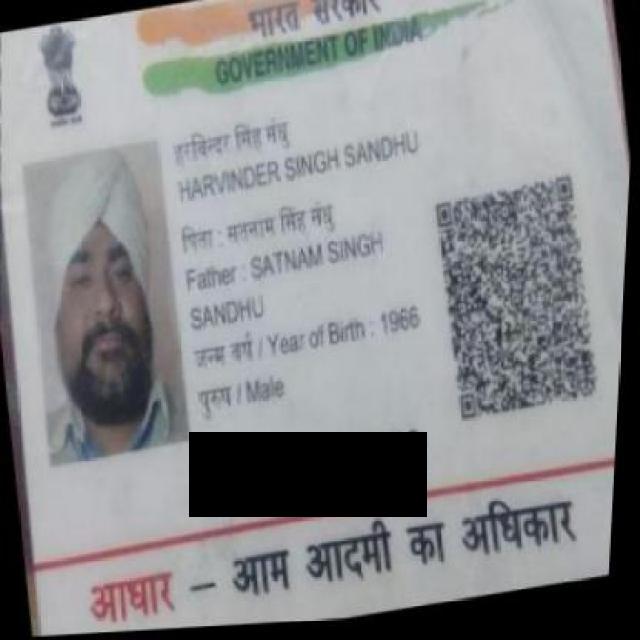 भारत सरकार
GOVERNMENT OF INDIA
हरविन्दर सिंह संधु
HARVINDER SINGH SANDHU
पिता : सतनाम सिंह संधु
Father : SATNAM SINGH
SANDHU
जन्म वर्ष / Year of Birth : 1966
पुरुष / Male
आधार – आम आदमी का अधिकार